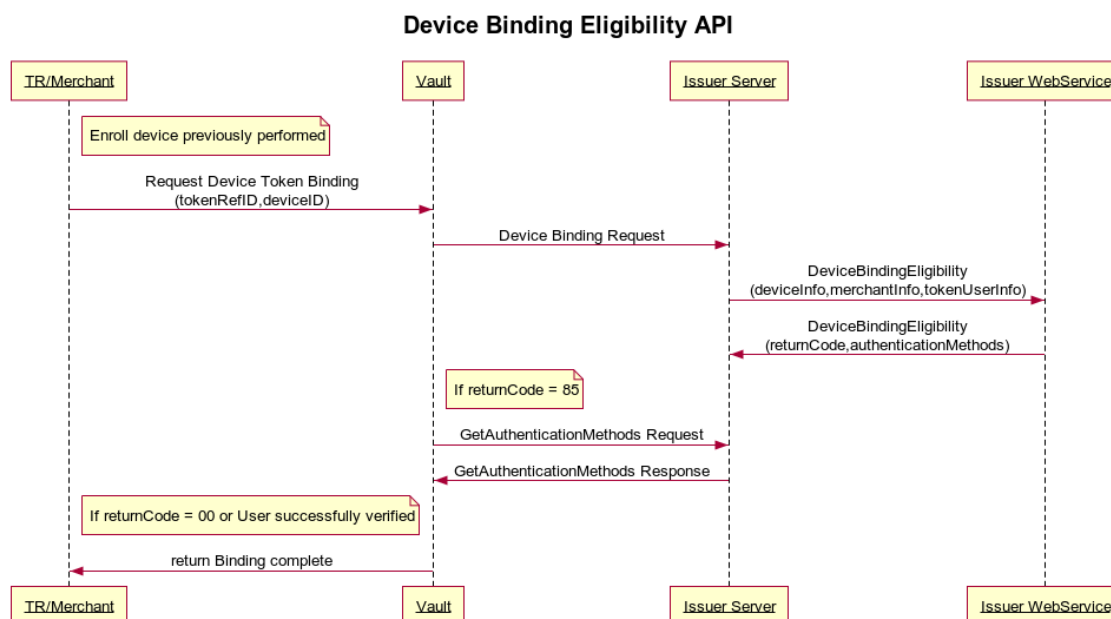 Device Binding Eligibility API
TR/Merchant
Vault
Issuer Server
Issuer WebService
Enroll device previously performed
Request Device Token Binding
(tokenRefID,deviceID)
Device Binding Request
DeviceBindingEligibility
(deviceInfo,merchantInfo,tokenUserInfo)
DeviceBindingEligibility
(returnCode,authenticationMethods)
If returnCode = 85
GetAuthenticationMethods Request
GetAuthenticationMethods Response
If returnCode = 00 or User successfully verified
return Binding complete
TR/Merchant
Vault
Issuer Server
Issuer WebService